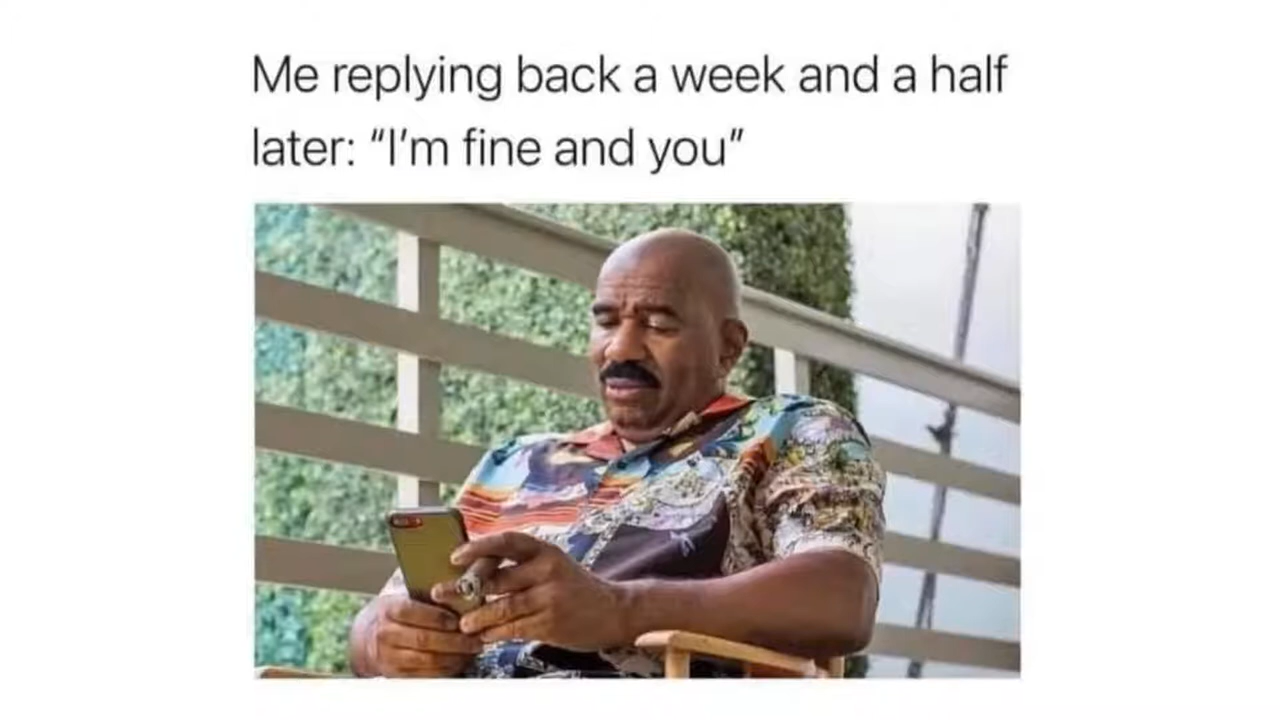 Me replying back a week and a half
later: “I’m fine and you”